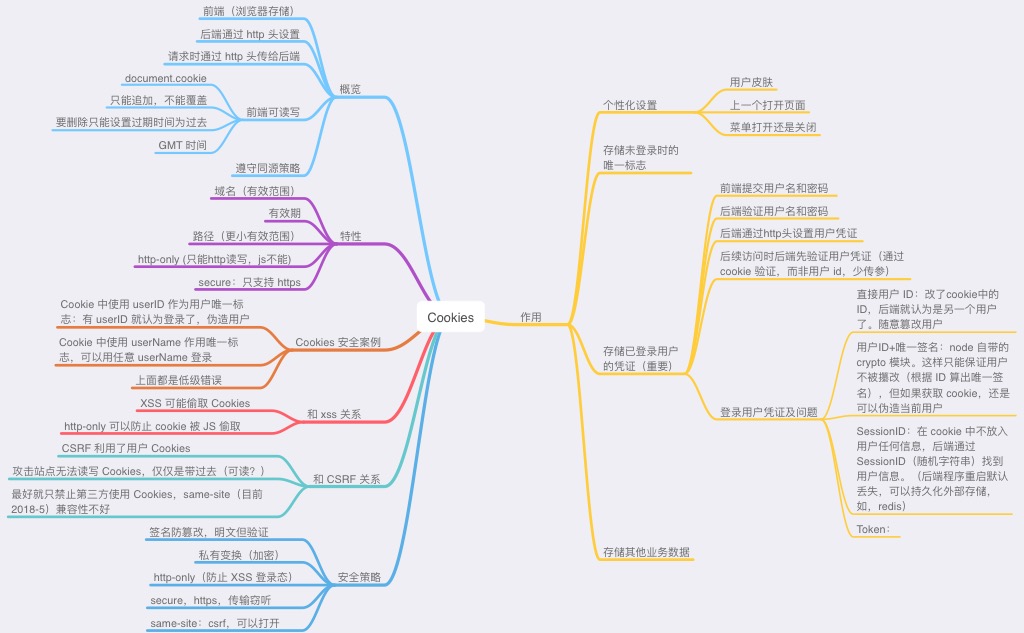 Cookies
概览
前端（浏览器存储）
后端通过 http 头设置
请求时通过 http 头传给后端
前端可读写
document.cookie
只能追加，不能覆盖
要删除只能设置过期时间为过去
GMT 时间
遵守同源策略
特性
域名（有效范围）
有效期
路径（更小有效范围）
http-only (只能http读写，js不能)
secure：只支持 https
Cookies 安全案例
Cookie 中使用 userID 作为用户唯一标
志：有 userID 就认为登录了，伪造用户
Cookie 中使用 userName 作用唯一标
志，可以用任意 userName 登录
上面都是低级错误
和 xss 关系
XSS 可能偷取 Cookies
http-only 可以防止 cookie 被 JS 偷取
和 CSRF 关系
CSRF 利用了用户 Cookies
攻击站点无法读写 Cookies，仅仅是带过去（可读？）
最好就只禁止第三方使用 Cookies，same-site（目前
2018-5）兼容性不好
安全策略
签名防篡改，明文但验证
私有变换（加密）
http-only（防止 XSS 登录态）
secure，https，传输窃听
same-site：csrf，可以打开
作用
个性化设置
用户皮肤
上一个打开页面
菜单打开还是关闭
存储未登录时的
唯一标志
存储已登录用户
的凭证（重要）
前端提交用户名和密码
后端验证用户名和密码
后端通过http头设置用户凭证
后续访问时后端先验证用户凭证（通过
cookie 验证，而非用户 id，少传参）
登录用户凭证及问题
直接用户 ID：改了cookie中的
ID，后端就认为是另一个用户
了。随意篡改用户
用户ID+唯一签名：node 自带的
crypto 模块。这样只能保证用户
不被攥改（根据 ID 算出唯一签
名），但如果获取 cookie，还是
可以伪造当前用户
SessionID：在 cookie 中不放入
用户任何信息，后端通过
SessionID（随机字符串）找到
用户信息。（后端程序重启默认
丢失，可以持久化外部存储，
如，redis）
Token：
存储其他业务数据